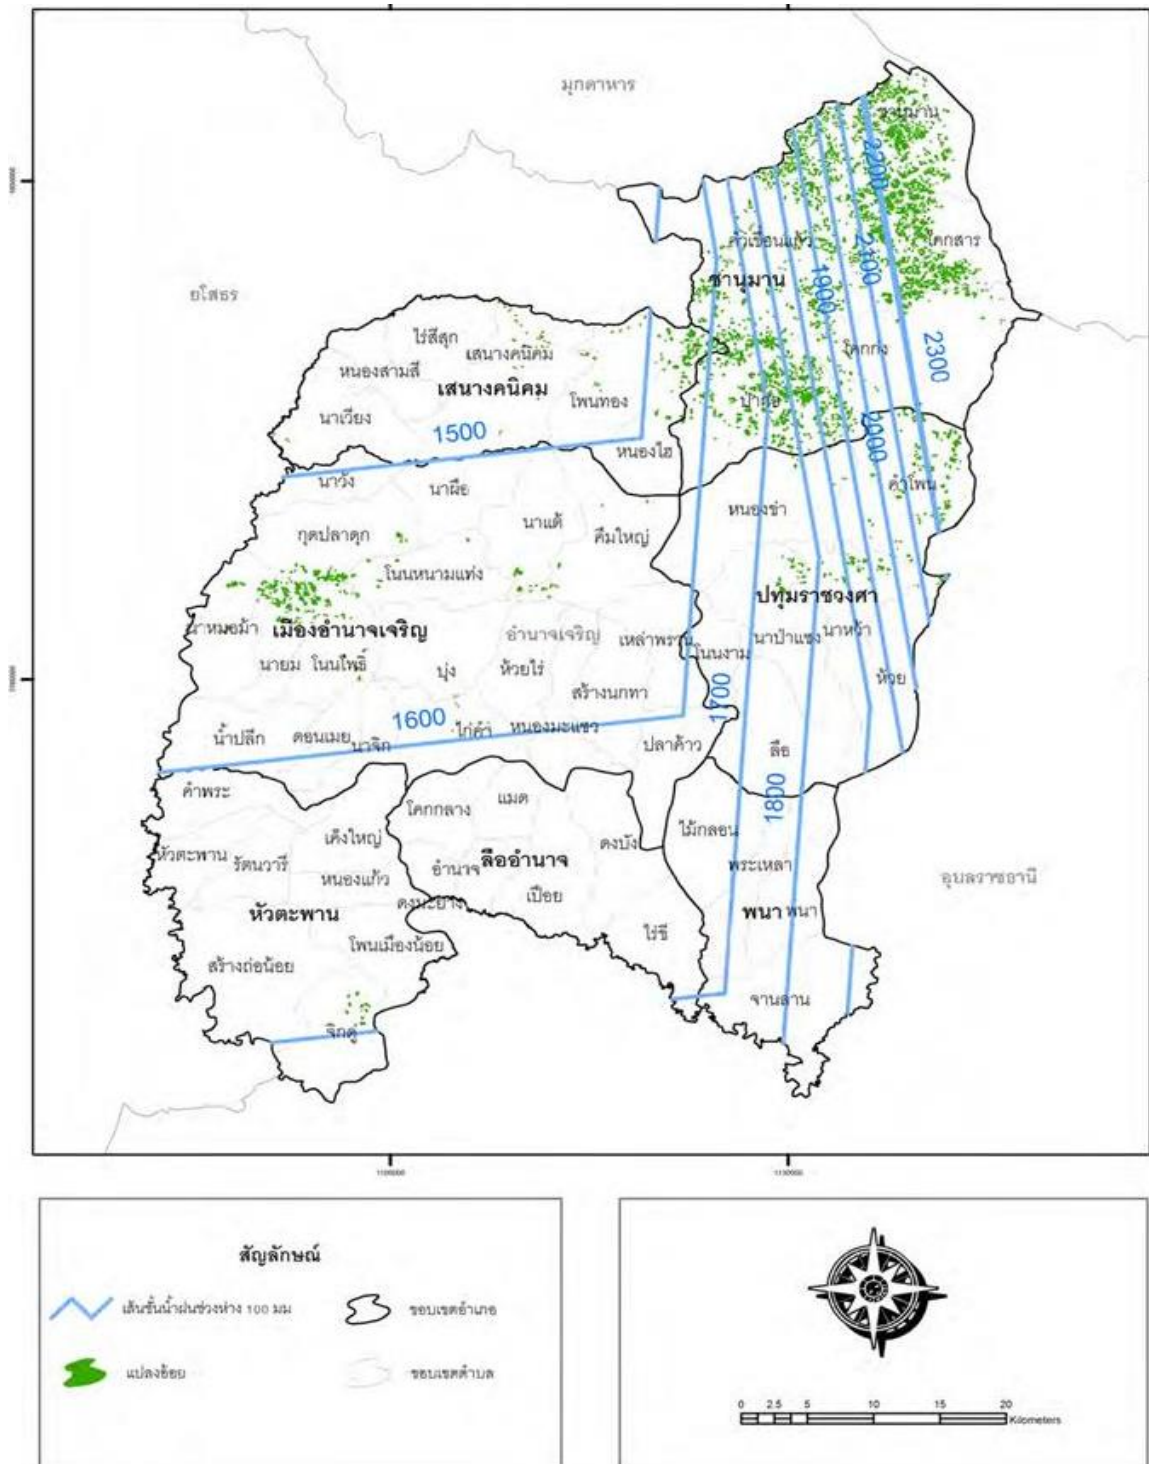 มุกดาหาร
ชานุมาน
2200
ยโสธร
คำเขื่อนแก้ว
2100
โคกสาร
ชานุมาน
1900
ไร่สีสุก
เสนางคนิคม
หนองสามสี
เสนางคนิคม
โคกก่ง
2300
นาเวียง
โพนทอง
ป่าก่อ
1500
2000
หนองไฮ
นาวัง
นาผือ
คำโพน
หนองข่า
นาแต้
คึมใหญ่
กุดปลาดุก
โนนหนามแท่ง
ปทุมราชวงศา
นาหมอม้า
เมืองอำนาจเจริญ
อำนาจเจริญ
เหล่าพรวน
นาป่าแซง
นาหว้า
โนนงาม
นายม
โนนโพธิ์
บุ่ง
ห้วยไร่
ห้วย
สร้างนกทา
1700
1600
น้ำปลีก
ดอนเมย
นาจิก
ไก่คำ
หนองมะแซว
ปลาค้าว
ลือ
1800
คำพระ
โคกกลาง
แมด
เค็งใหญ่
ไม้กลอน
หัวตะพาน
รัตนวารี
หนองแก้ว
อำนาจ
ลืออำนาจ
ดงบัง
พระเหลา
อุบลราชธานี
เปือย
ดงมะยาง
หัวตะพาน
พนา
พนา
โพนเมืองน้อย
ไร่ขี
สร้างถ่อน้อย
จานลาน
จิกดู่
สัญลักษณ์
เส้นชั้นน้ำฝนช่วงห่าง 100 มม
ขอบเขตอำเภอ
แปลงอ้อย
ขอบเขตตำบล
0 2.5 5 10 15 20
Kilometers